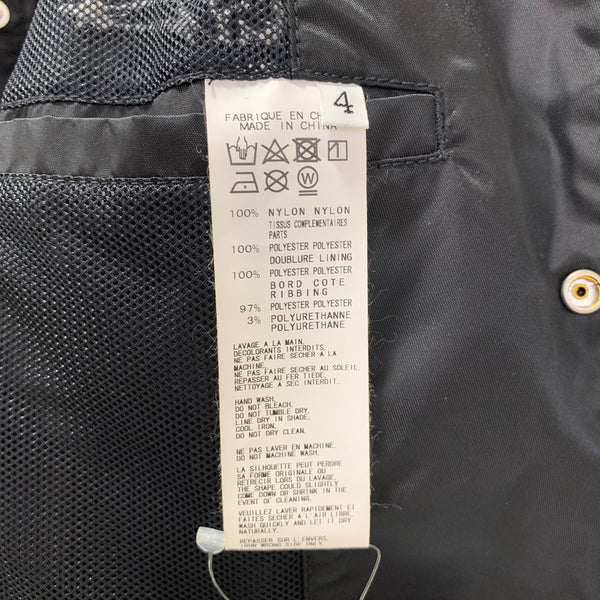 4
FABRIQUE EN
MADE IN CHINA
W
100% NYLON NYLON
TISSUS COMPLEMENTAIRES
PARTS
100% POLYESTER POLYESTER
DOUBLURE LINING
100% POLYESTER POLYESTER
BORD COTE
RIBBING
97% POLYESTER POLYESTER
3% POLYURETHANNE
POLYURETHANE
LAVAGE A LA MAIN.
DECOLORANTS INTERDITS.
NE PAS FAIRE SECHER A LA
MACHINE.
NE PAS FAIRE SECHER AU SOLEIL.
REPASSER AU FER TIEDE.
NETTOYAGE A SEC INTERDIT.
HAND WASH.
DO NOT BLEACH.
DO NOT TUMBLE DRY.
LINE DRY IN SHADE.
COOL IRON.
DO NOT DRY CLEAN.
NE PAS LAVER EN MACHINE.
DO NOT MACHINE WASH.
LA SILHOUETTE PEUT PERDRE
SA FORME ORIGINALE OU
RETRECIR LORS DU LAVAGE.
THE SHAPE COULD SLIGHTLY
COME DOWN OR SHRINK IN THE
EVENT OF CLEANING.
VEUILLEZ LAVER RAPIDEMENT ET
FAITES SECHER A L'AIR LIBRE.
WASH QUICKLY AND LET IT DRY
NATURALLY.
REPASSER SUR L'ENVERS.
IRON WRONG SIDE ONLY.